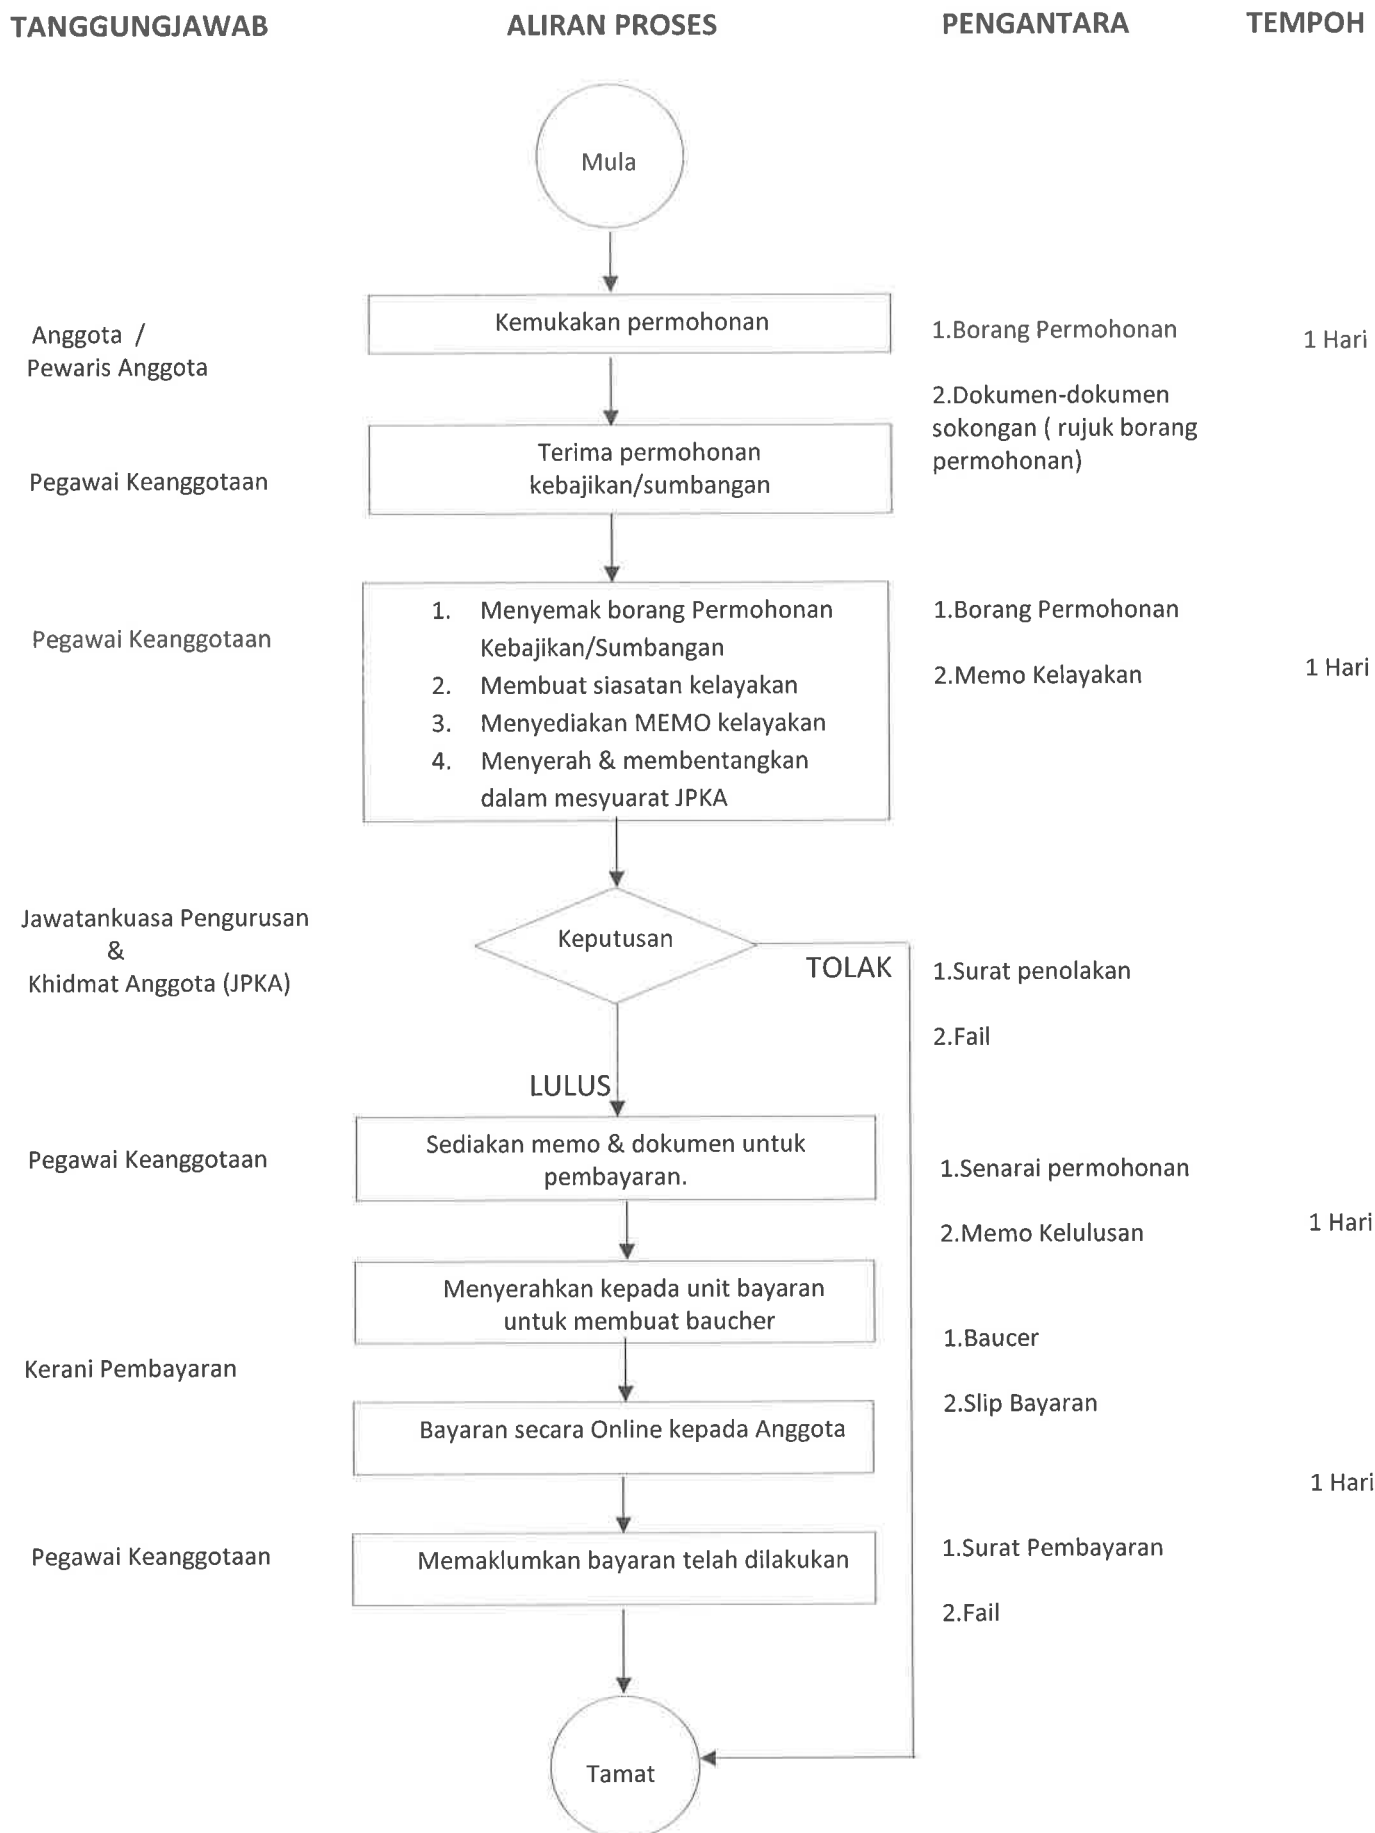 TANGGUNGJAWAB ALIRAN PROSES PENGANTARA TEMPOH
Mula
Anggota /
Pewaris Anggota
Kemukakan permohonan
1.Borang Permohonan
1 Hari
2.Dokumen-dokumen
sokongan ( rujuk borang
permohonan)
Pegawai Keanggotaan
Terima permohonan
kebajikan/sumbangan
Pegawai Keanggotaan
1. Menyemak borang Permohonan
Kebajikan/Sumbangan
2. Membuat siasatan kelayakan
3. Menyediakan MEMO kelayakan
4. Menyerah & membentangkan
dalam mesyuarat JPKA
1.Borang Permohonan
2.Memo Kelayakan
1 Hari
Jawatankuasa Pengurusan
&
Khidmat Anggota (JPKA)
Keputusan
TOLAK
1.Surat penolakan
2.Fail
LULUS
Pegawai Keanggotaan
Sediakan memo & dokumen untuk
pembayaran.
1.Senarai permohonan
2.Memo Kelulusan
1 Hari
Menyerahkan kepada unit bayaran
untuk membuat baucher
Kerani Pembayaran
1.Baucer
2.Slip Bayaran
Bayaran secara Online kepada Anggota
1 Hari
Pegawai Keanggotaan
Memaklumkan bayaran telah dilakukan
1.Surat Pembayaran
2.Fail
Tamat